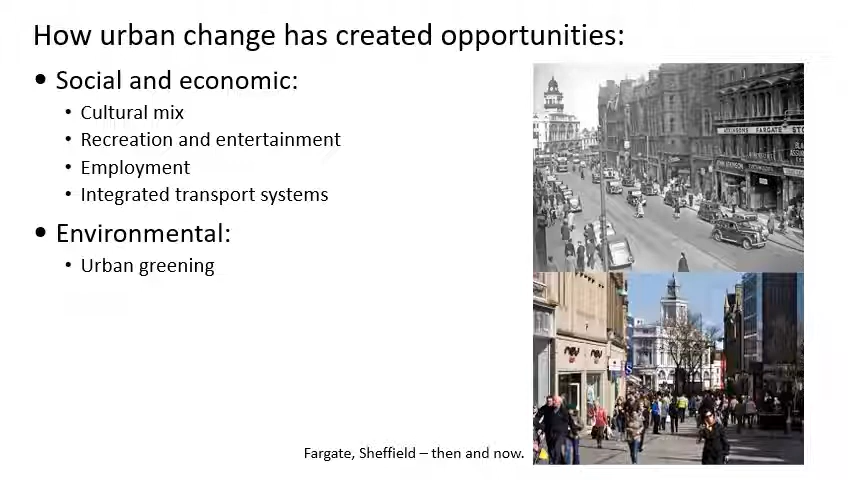 How urban change has created opportunities:
• Social and economic:
• Cultural mix
• Recreation and entertainment
• Employment
• Integrated transport systems
• Environmental:
• Urban greening
Fargate, Sheffield – then and now.
FARGATE